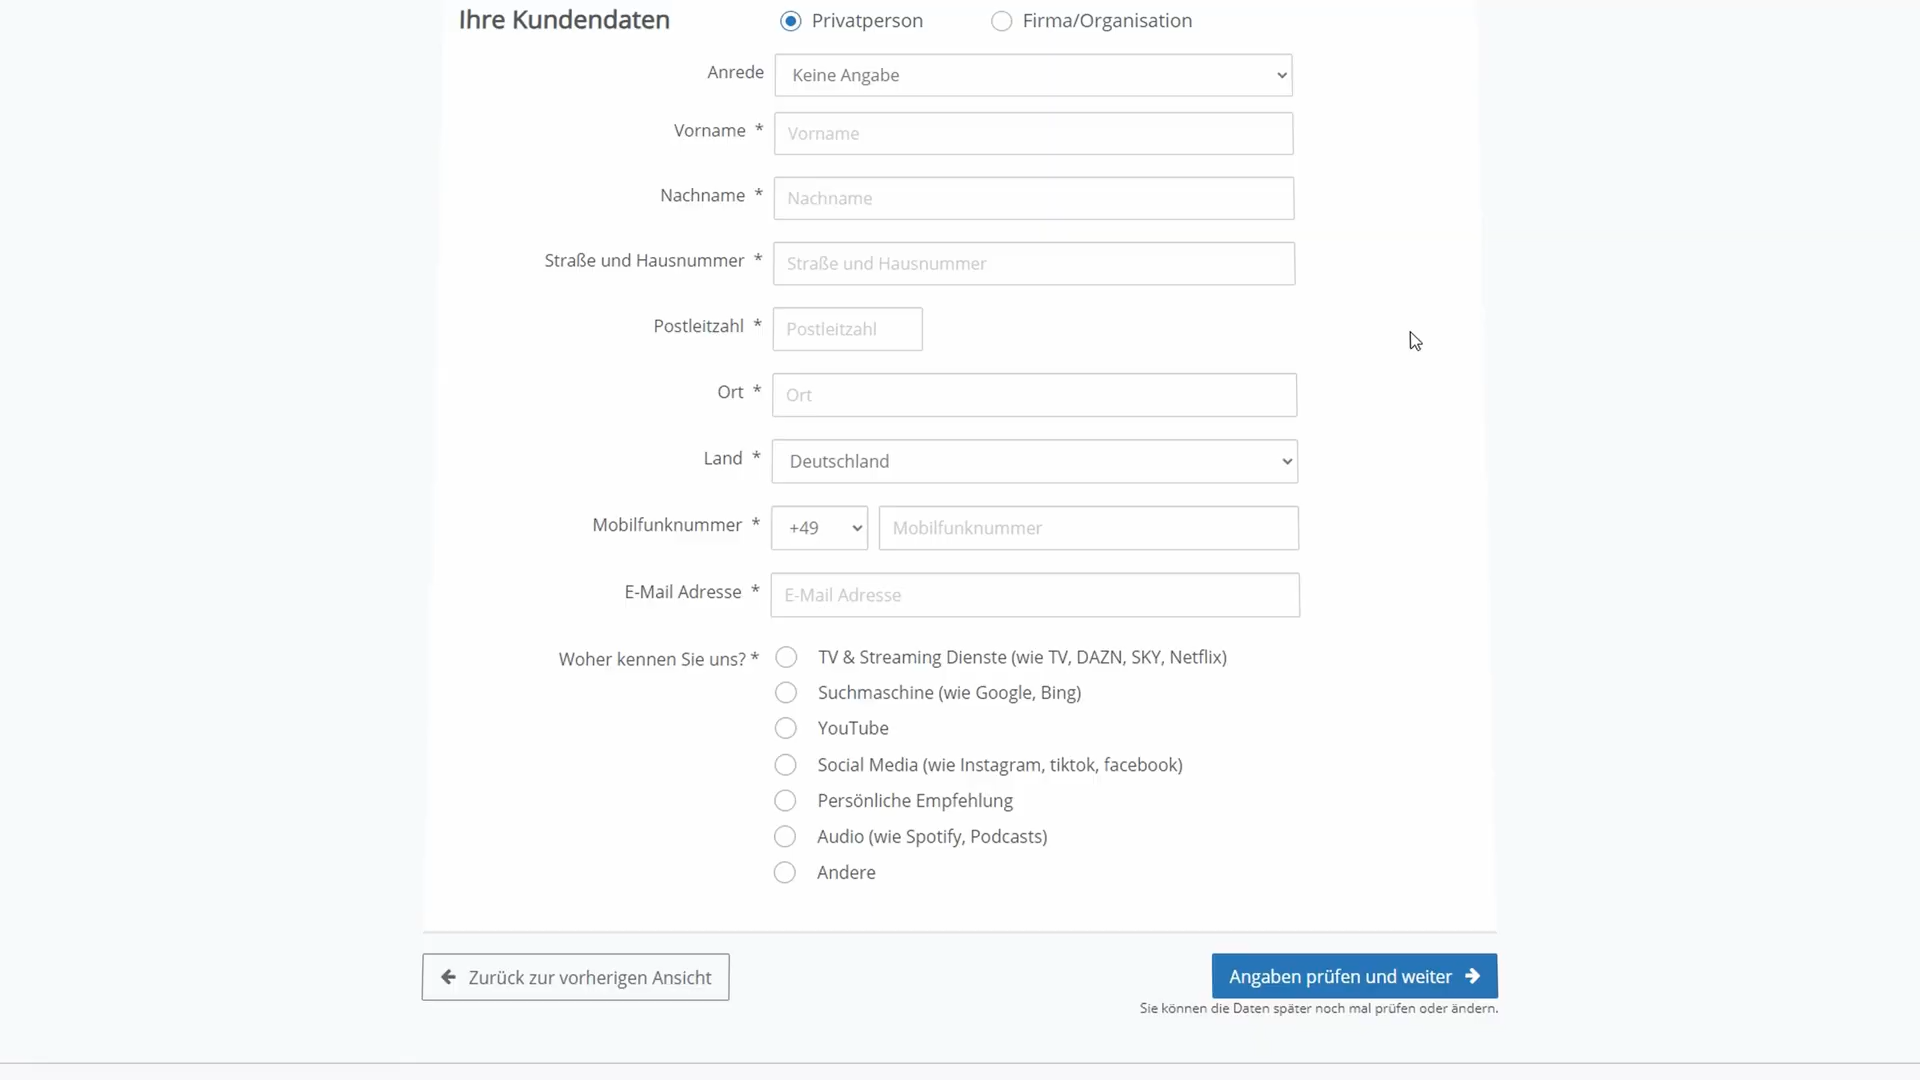 Ihre Kundendaten Privatperson Firma/Organisation
Anrede Keine Angabe
Vorname * Vorname
Nachname * Nachname
Straße und Hausnummer * Straße und Hausnummer
Postleitzahl * Postleitzahl
Ort * Ort
Land * Deutschland
Mobilfunknummer * +49 Mobilfunknummer
E-Mail Adresse * E-Mail Adresse
Woher kennen Sie uns? * TV & Streaming Dienste (wie TV, DAZN, SKY, Netflix)
Suchmaschine (wie Google, Bing)
YouTube
Social Media (wie Instagram, tiktok, facebook)
Persönliche Empfehlung
Audio (wie Spotify, Podcasts)
Andere
Zurück zur vorherigen Ansicht Angaben prüfen und weiter
Sie können die Daten später noch mal prüfen oder ändern.